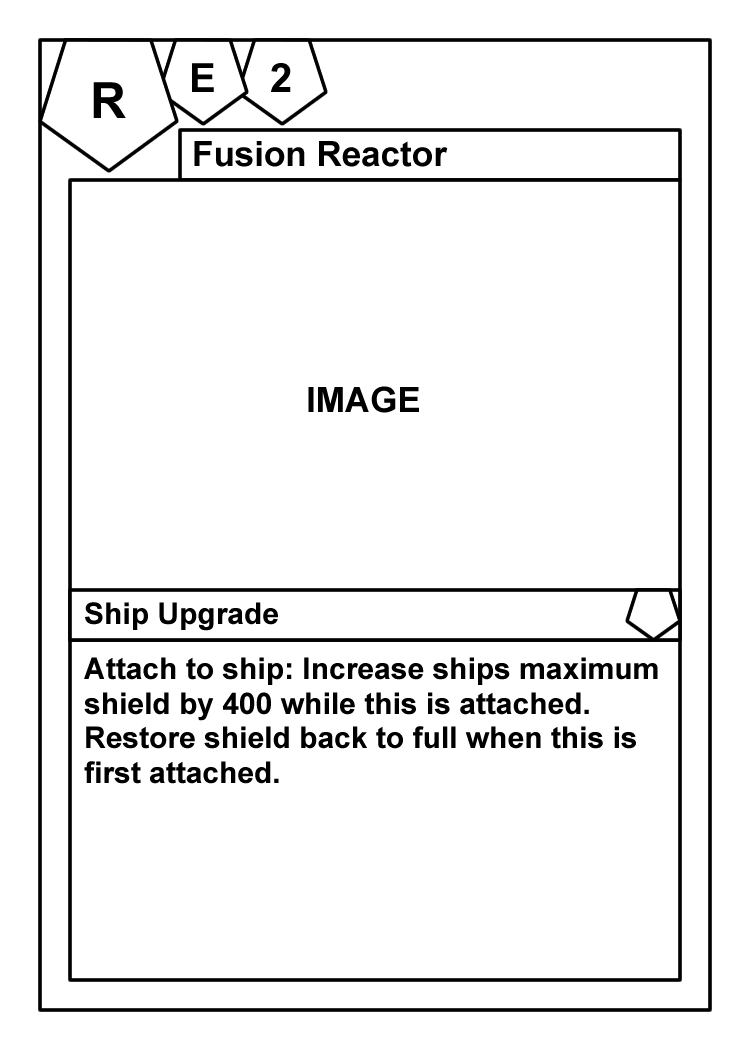 R E 2
Fusion Reactor
IMAGE
Ship Upgrade
Attach to ship: Increase ships maximum
shield by 400 while this is attached.
Restore shield back to full when this is
first attached.